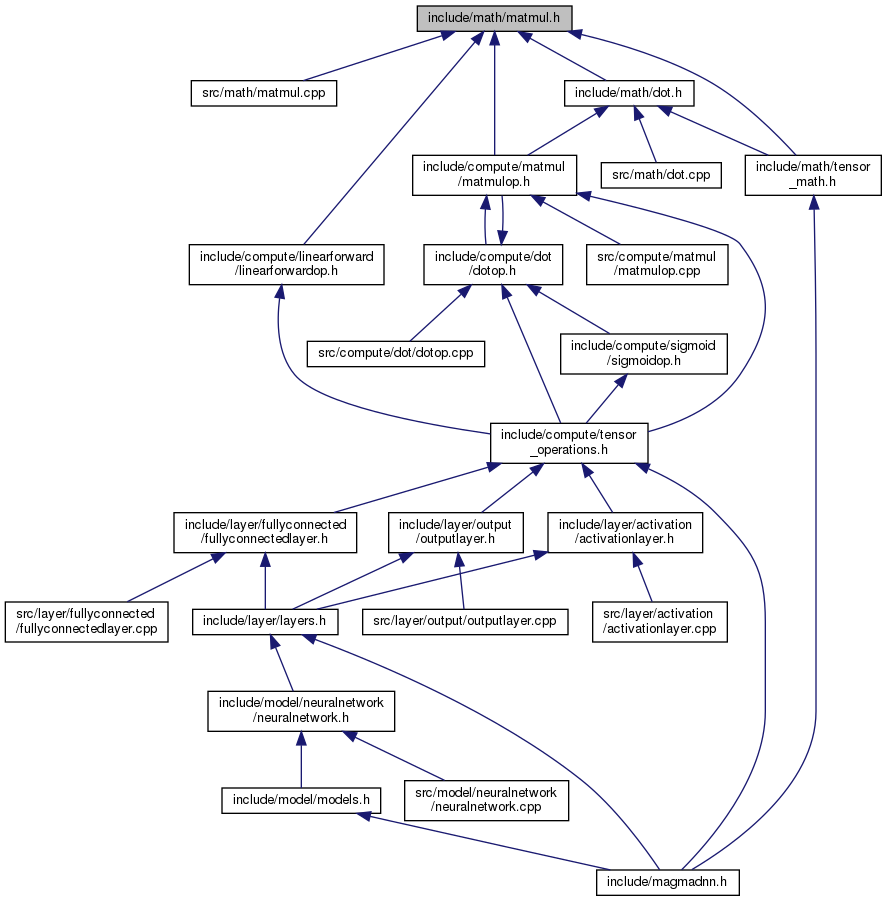 include/math/matmul.h
src/math/matmul.cpp
include/math/dot.h
include/compute/matmul
/matmulop.h
src/math/dot.cpp
include/math/tensor
_math.h
include/compute/linearforward
/linearforwardop.h
include/compute/dot
/dotop.h
src/compute/matmul
/matmulop.cpp
src/compute/dot/dotop.cpp
include/compute/sigmoid
/sigmoidop.h
include/compute/tensor
_operations.h
include/layer/fullyconnected
/fullyconnectedlayer.h
include/layer/output
/outputlayer.h
include/layer/activation
/activationlayer.h
src/layer/fullyconnected
/fullyconnectedlayer.cpp
include/layer/layers.h
src/layer/output/outputlayer.cpp
src/layer/activation
/activationlayer.cpp
include/model/neuralnetwork
/neuralnetwork.h
include/model/models.h
src/model/neuralnetwork
/neuralnetwork.cpp
include/magmadnn.h